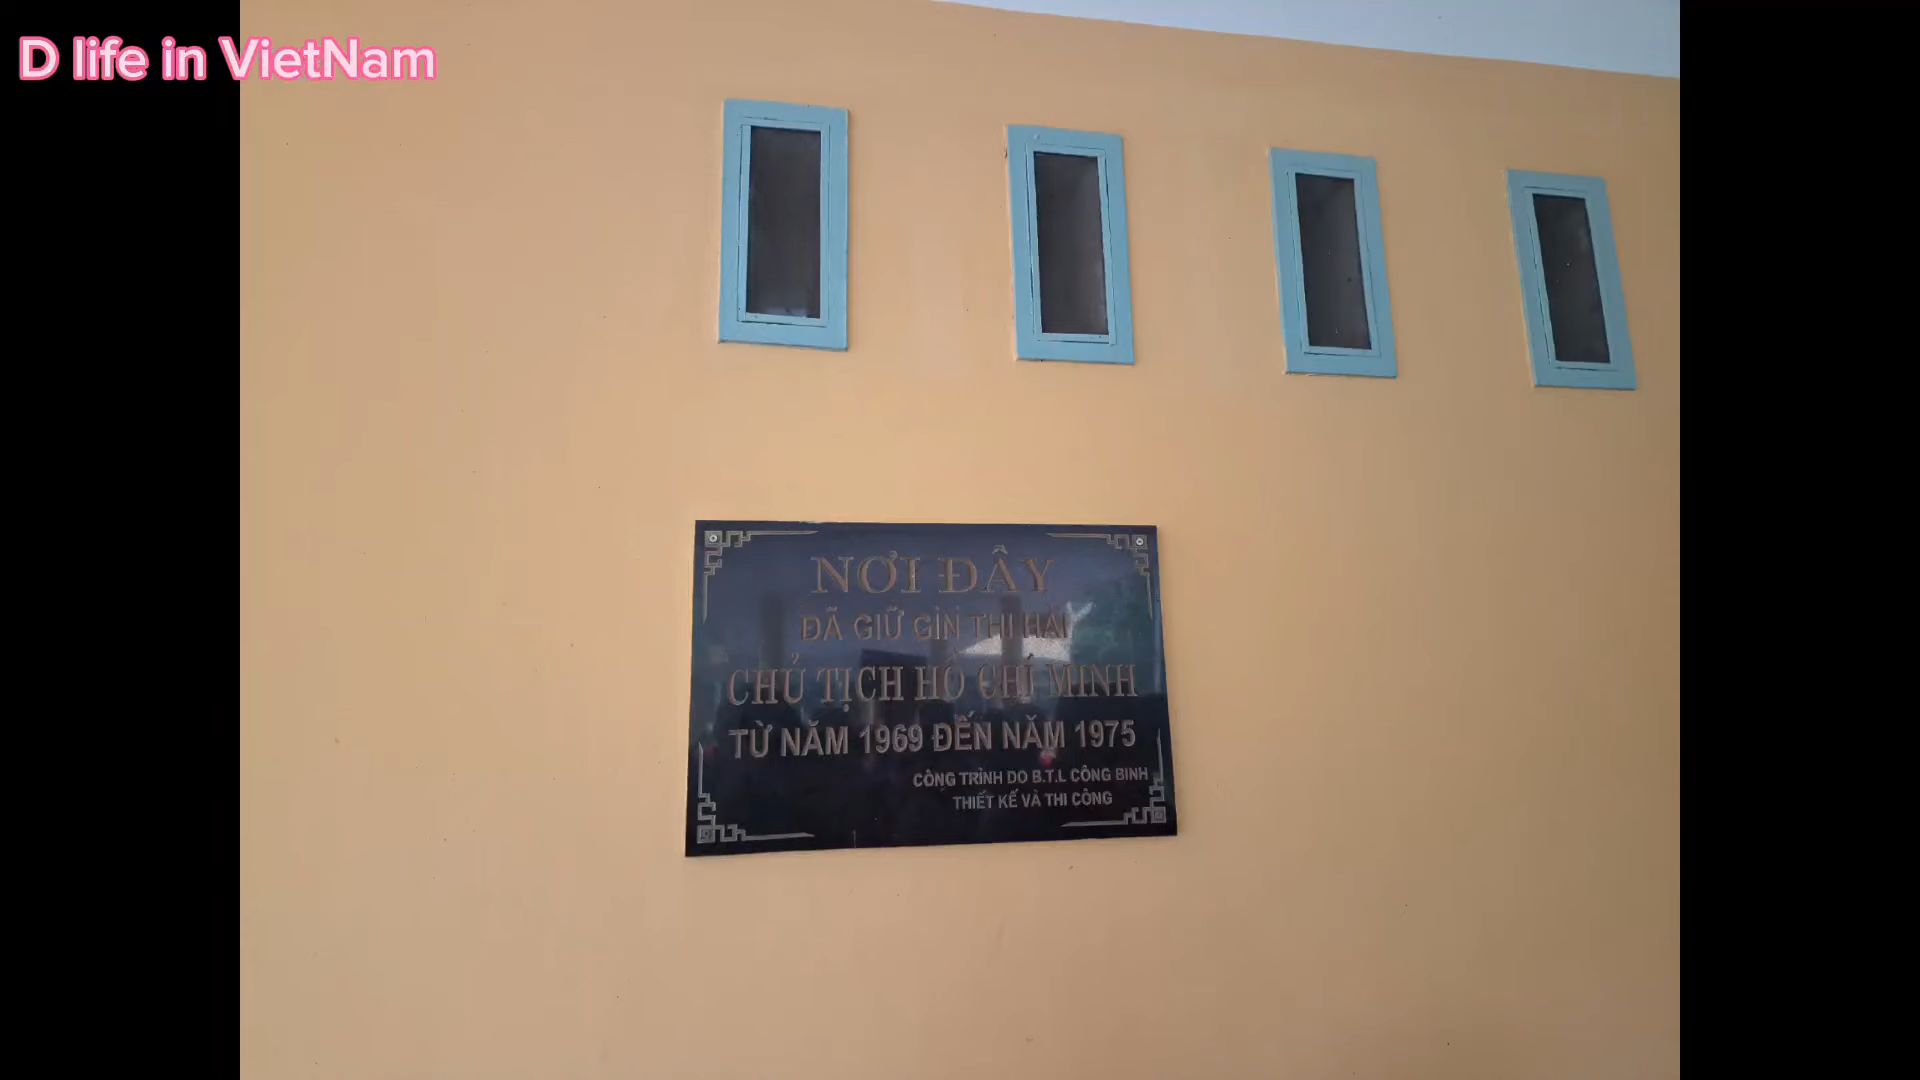 D life in VietNam
NƠI ĐÂY
ĐÃ GIỮ GÌN THI HÀI
CHỦ TỊCH HỒ CHÍ MINH
TỪ NĂM 1969 ĐẾN NĂM 1975
CÔNG TRÌNH DO B.T.L CÔNG BINH
THIẾT KẾ VÀ THI CÔNG